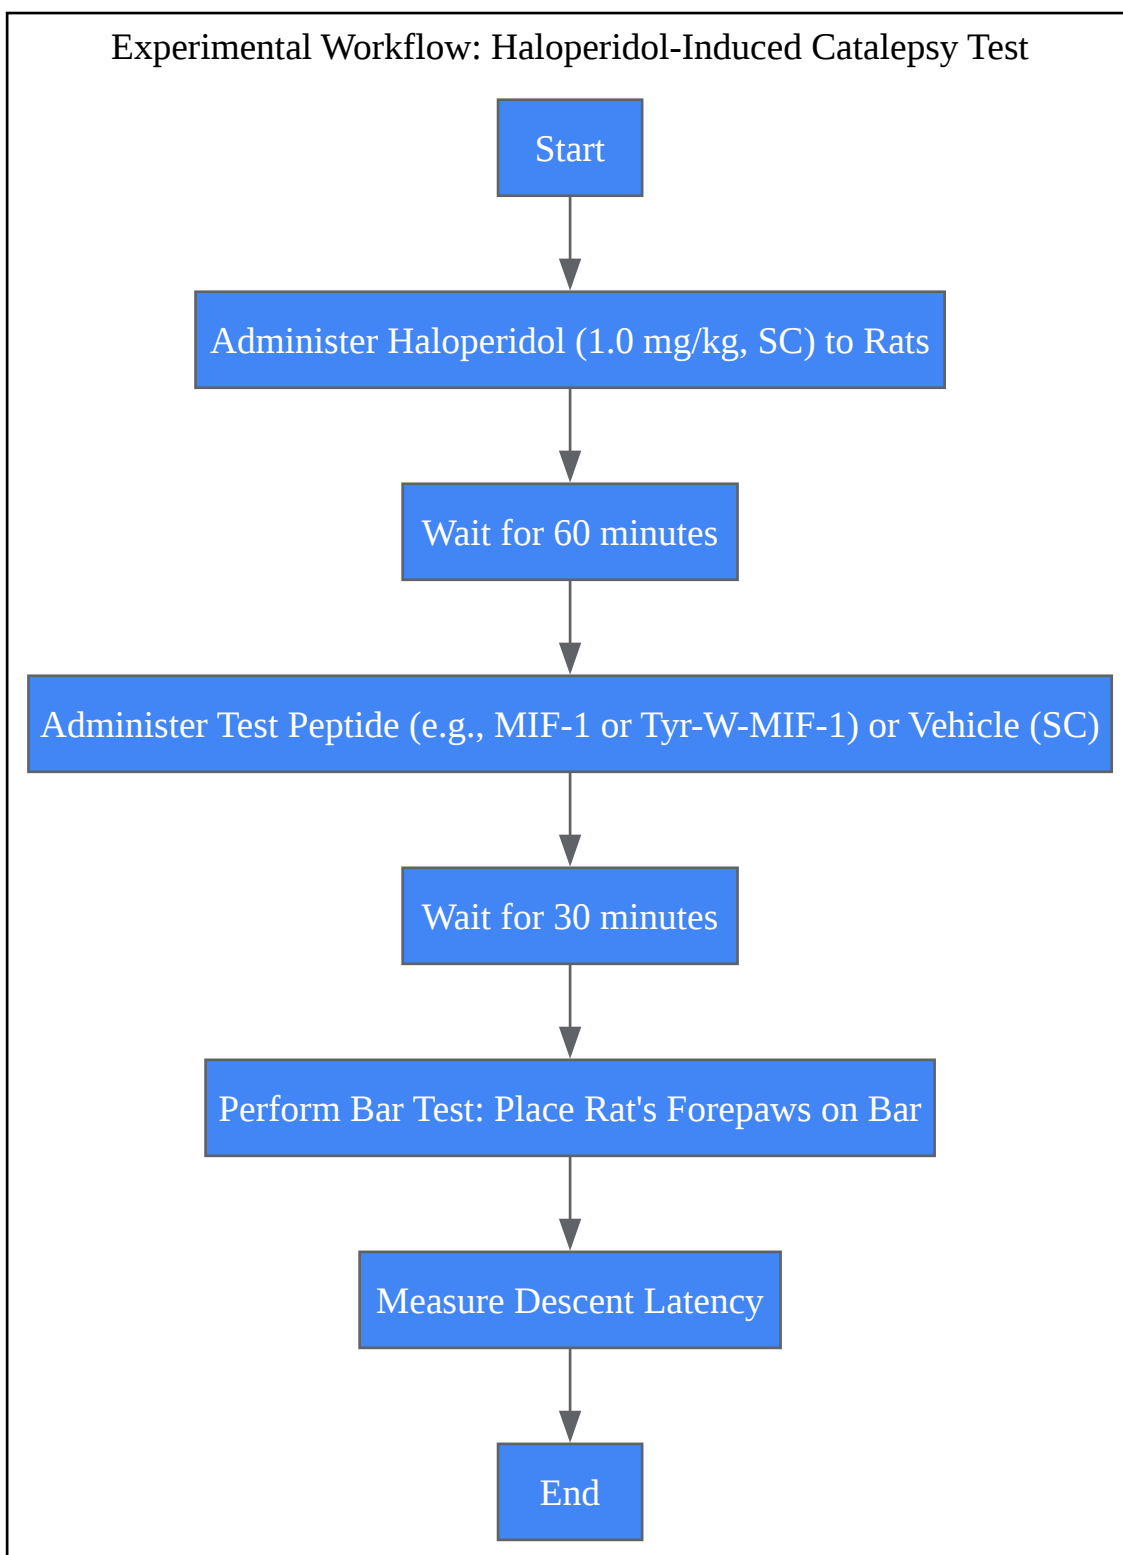 Experimental Workflow: Haloperidol-Induced Catalepsy Test
Start
Administer Haloperidol (1.0 mg/kg, SC) to Rats
Wait for 60 minutes
Administer Test Peptide (e.g., MIF-1 or Tyr-W-MIF-1) or Vehicle (SC)
Wait for 30 minutes
Perform Bar Test: Place Rat's Forepaws on Bar
Measure Descent Latency
End